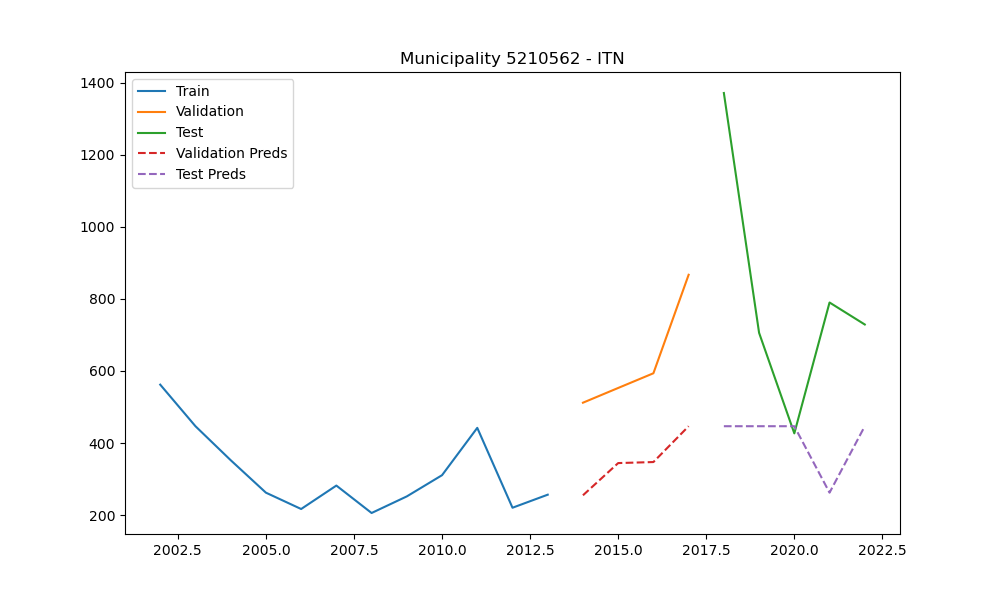 Municipality 5210562 - ITN
1400
1200
1000
800
600
400
200
Train
Validation
Test
Validation Preds
Test Preds
2002.5 2005.0 2007.5 2010.0 2012.5 2015.0 2017.5 2020.0 2022.5